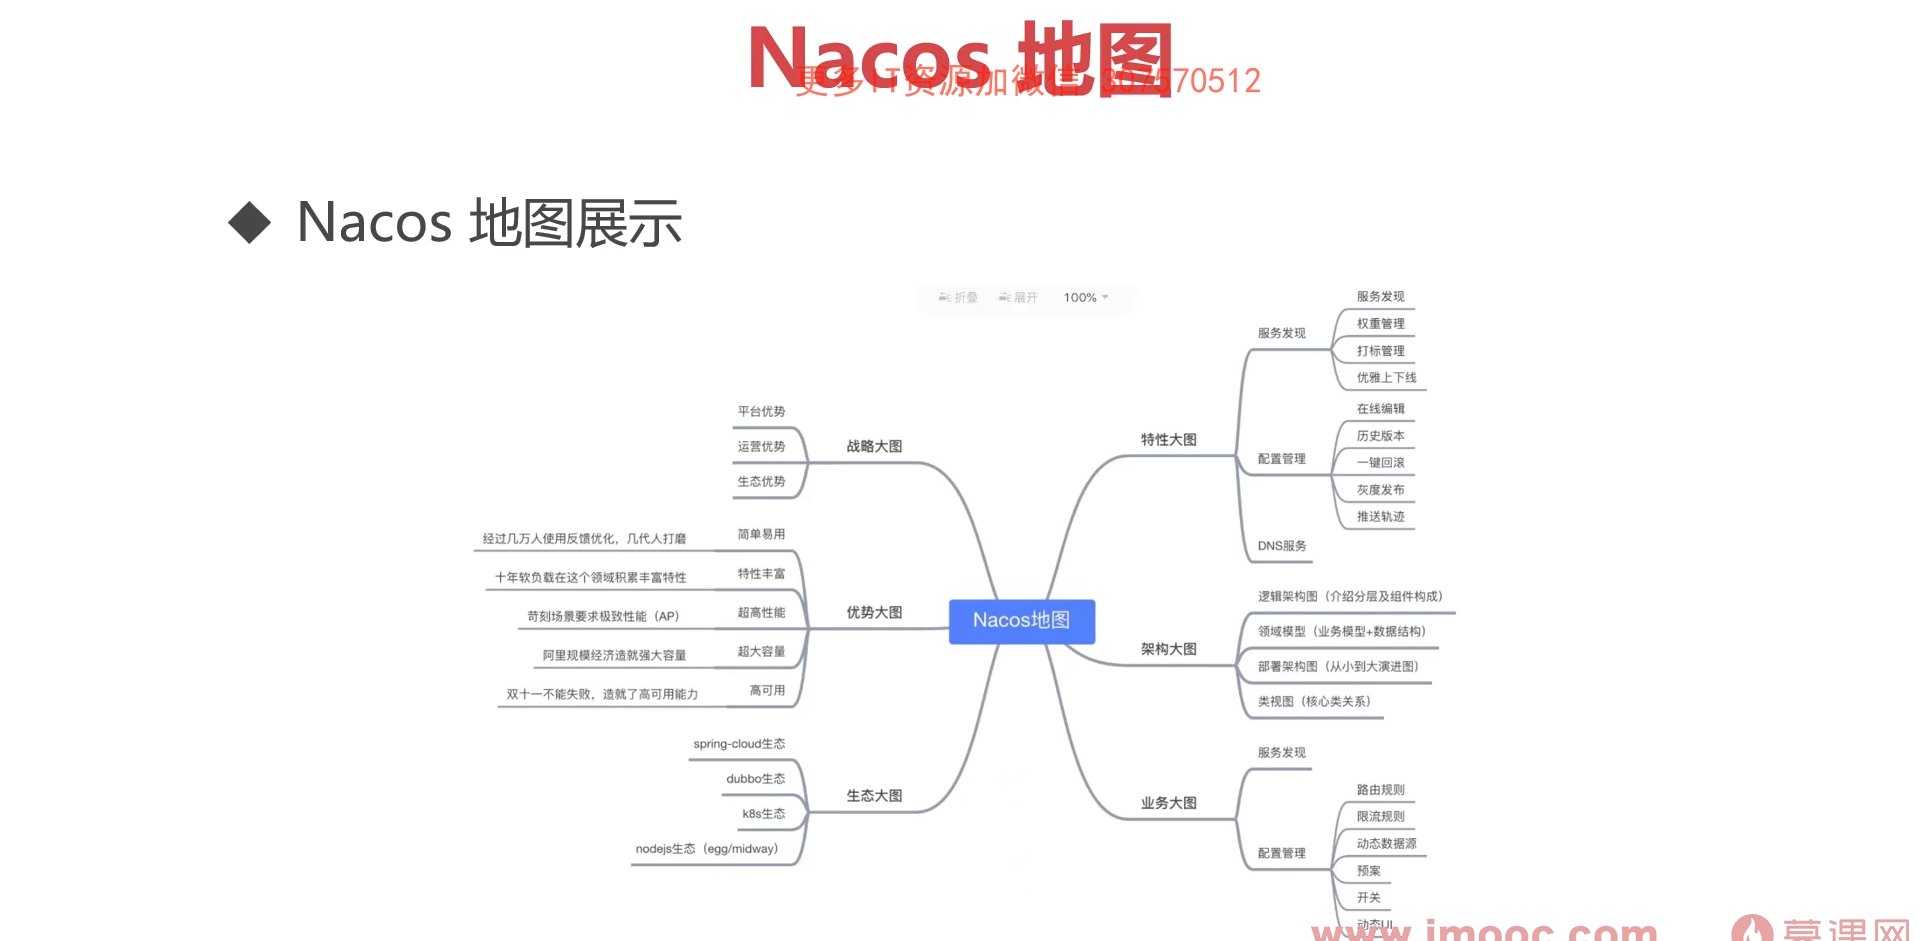 Nacos 地图
更多IT资源加微信 307570512
Nacos 地图展示
折叠 展开 100%
Nacos地图
战略大图
平台优势
运营优势
生态优势
优势大图
简单易用
经过几万人使用反馈优化，几代人打磨
特性丰富
十年软负载在这个领域积累丰富特性
超高性能
苛刻场景要求极致性能（AP）
超大容量
阿里规模经济造就强大容量
高可用
双十一不能失败，造就了高可用能力
生态大图
spring-cloud生态
dubbo生态
k8s生态
nodejs生态（egg/midway）
特性大图
服务发现
服务发现
权重管理
打标管理
优雅上下线
配置管理
在线编辑
历史版本
一键回滚
灰度发布
推送轨迹
DNS服务
架构大图
逻辑架构图（介绍分层及组件构成）
领域模型（业务模型+数据结构）
部署架构图（从小到大演进图）
类视图（核心类关系）
业务大图
服务发现
配置管理
路由规则
限流规则
动态数据源
预案
开关
动态UI
www.imooc.com
慕课网